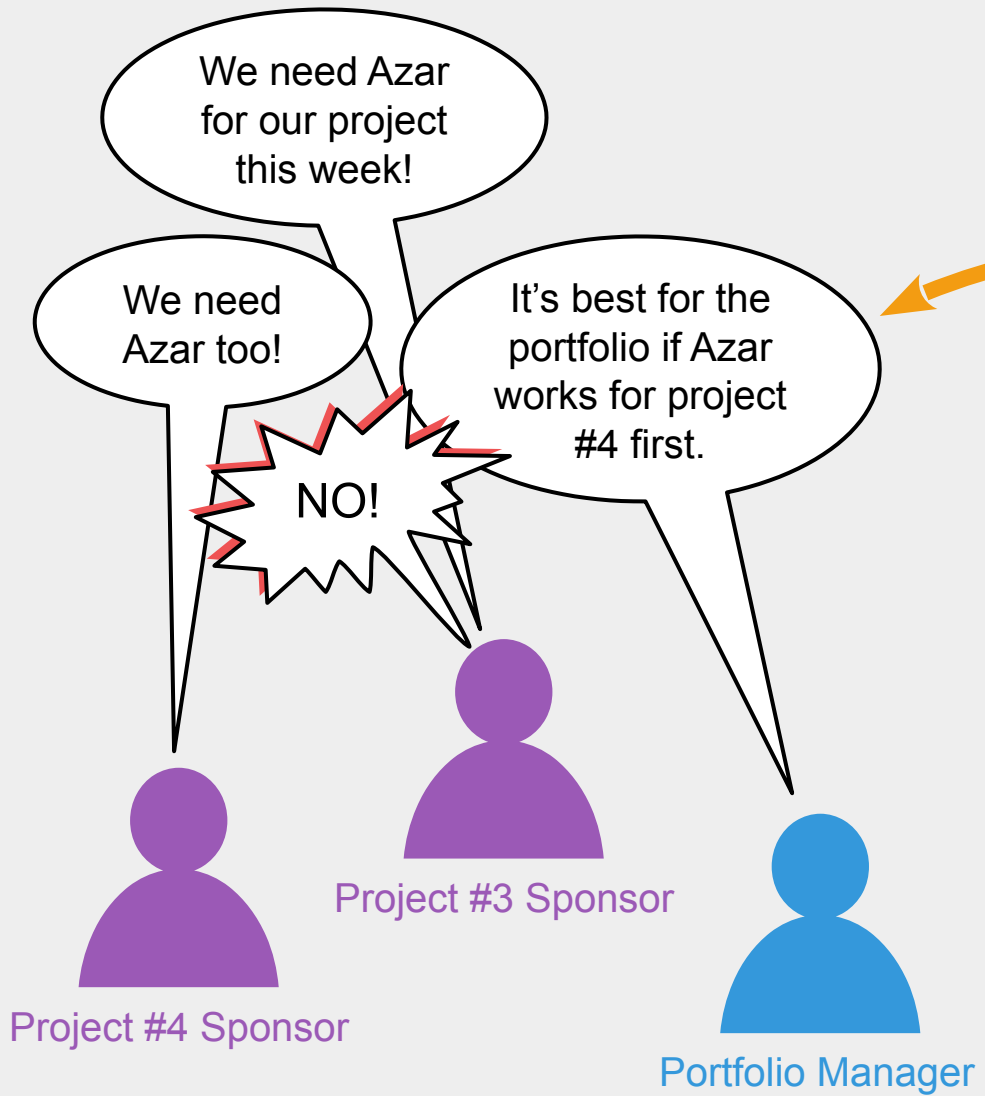 We need Azar
for our project
this week!
We need
Azar too!
It's best for the
portfolio if Azar
works for project
#4 first.
NO!
Project #3 Sponsor
Project #4 Sponsor
Portfolio Manager